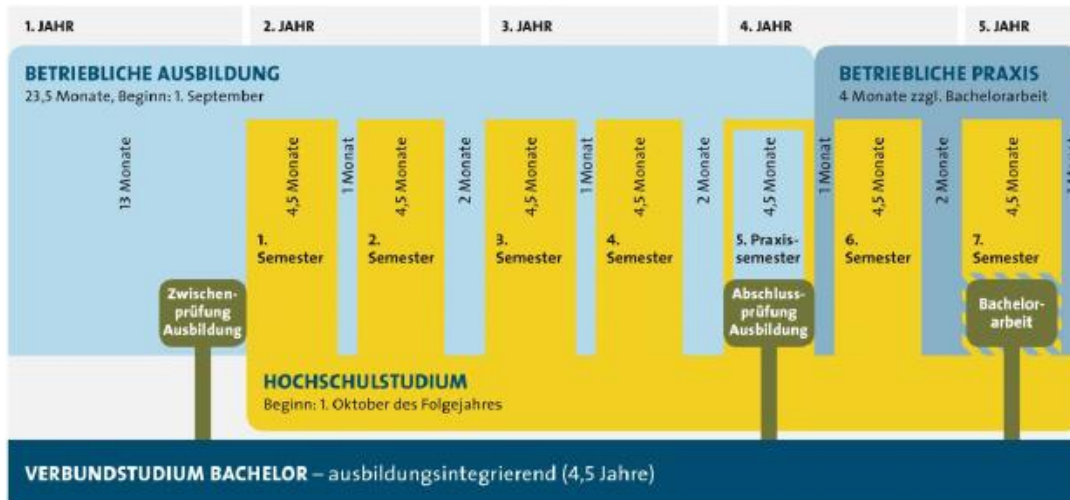 1. JAHR
2. JAHR
3. JAHR
4. JAHR
5. JAHR
BETRIEBLICHE AUSBILDUNG
23,5 Monate, Beginn: 1. September
BETRIEBLICHE PRAXIS
4 Monate zzgl. Bachelorarbeit
13 Monate
4,5 Monate
1 Monat
4,5 Monate
2 Monate
4,5 Monate
1 Monat
4,5 Monate
2 Monate
4,5 Monate
1 Monat
4,5 Monate
2 Monate
4,5 Monate
1.
Semester
2.
Semester
3.
Semester
4.
Semester
5. Praxis-
semester
6.
Semester
7.
Semester
Zwischen-
prüfung
Ausbildung
Abschluss-
prüfung
Ausbildung
Bachelor-
arbeit
HOCHSCHULSTUDIUM
Beginn: 1. Oktober des Folgejahres
VERBUNDSTUDIUM BACHELOR – ausbildungsintegrierend (4,5 Jahre)